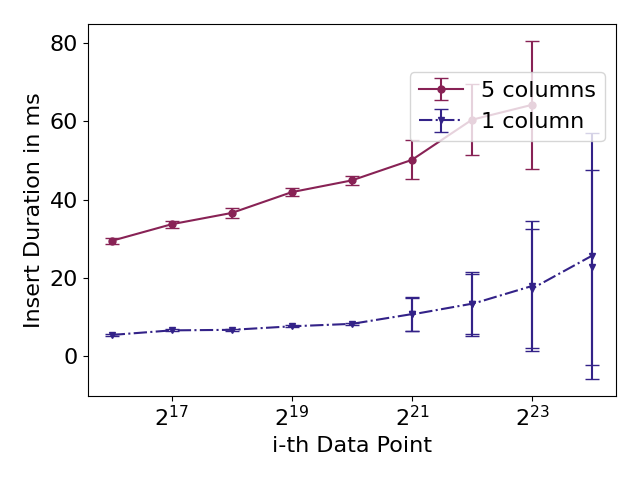 80
60
40
20
0
Insert Duration in ms
5 columns
1 column
2^17 2^19 2^21 2^23
i-th Data Point